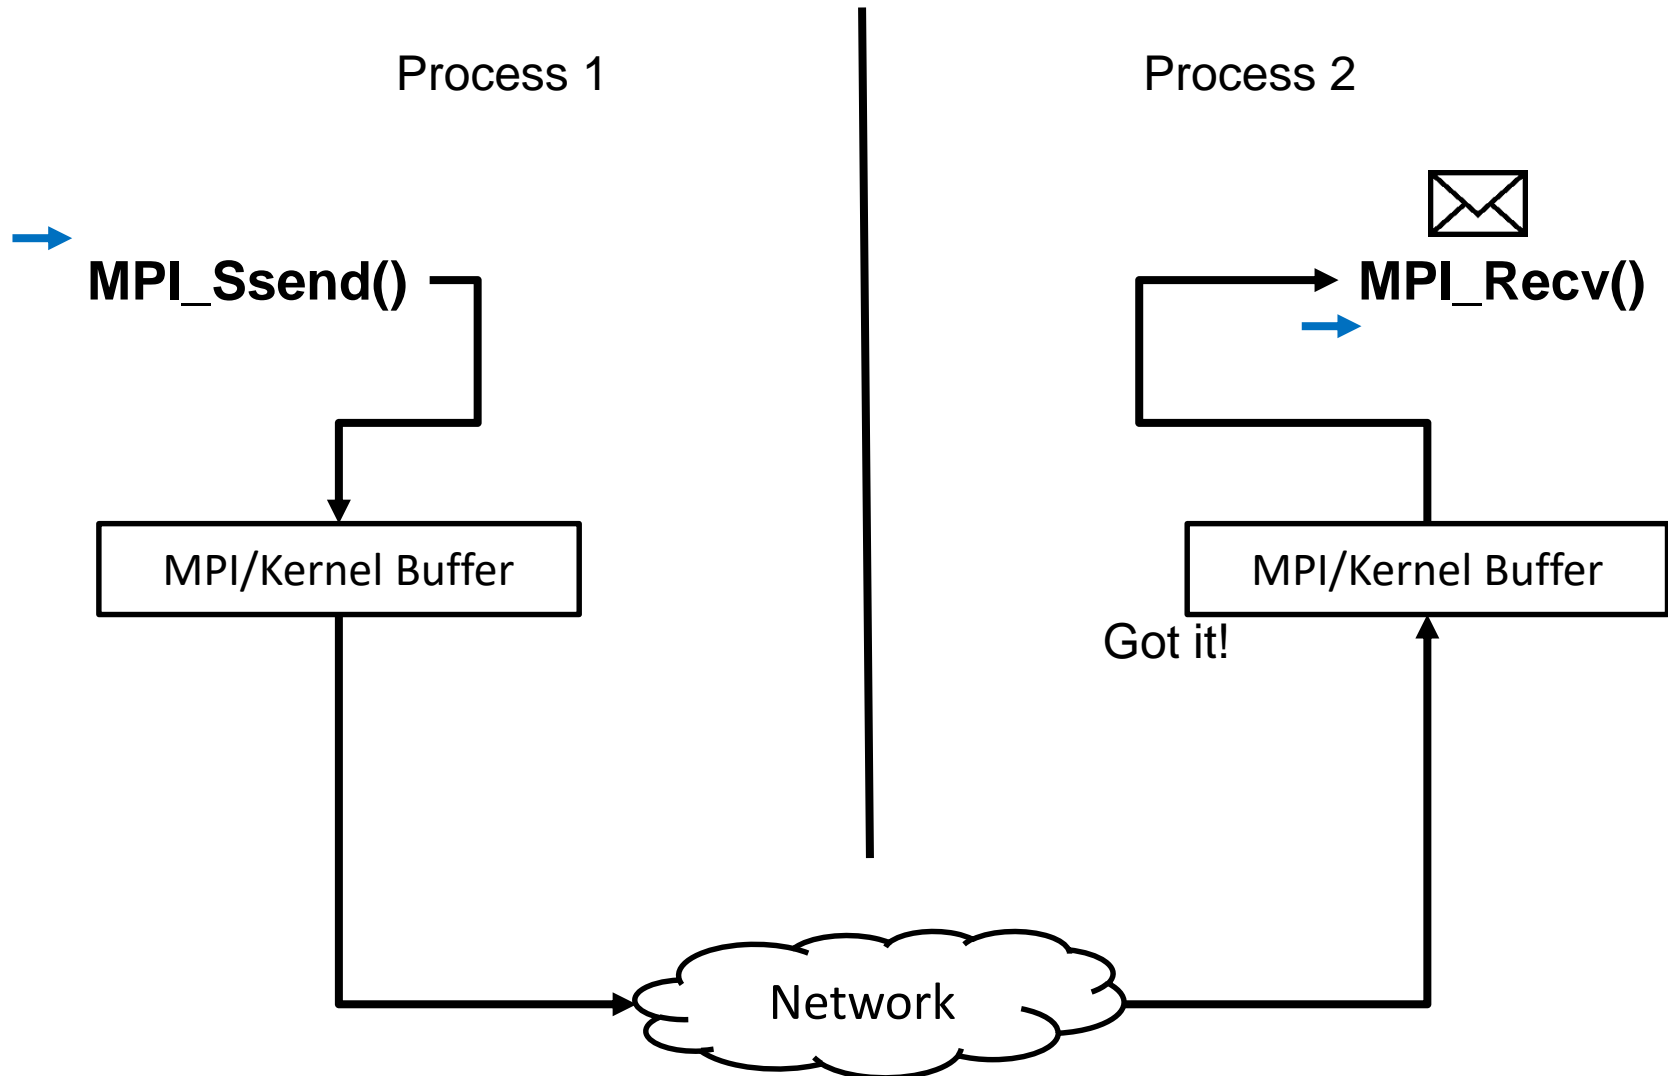 Process 1
Process 2
MPI_Ssend()
MPI_Recv()
MPI/Kernel Buffer
MPI/Kernel Buffer
Got it!
Network